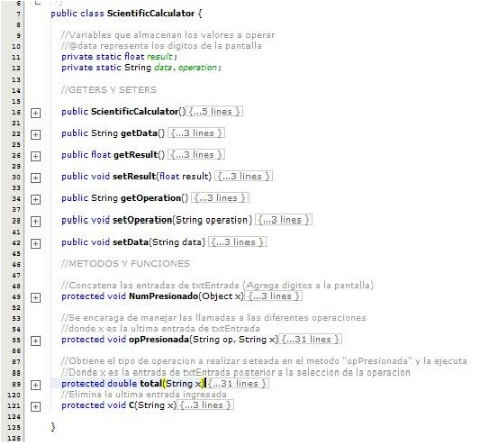 6
7 public class ScientificCalculator {
8
9 //Variables que almacenan los valores a operar
10 //@data representa los digitos de la pantalla
11 private static float result;
12 private static String data,operation;
13
14 //GETERS Y SETERS
15
16 public ScientificCalculator(){...5 lines }
21
22 public String getData() {...3 lines }
25
26 public float getResult() {...3 lines }
29
30 public void setResult(float result) {...3 lines }
33
34 public String getOperation() {...3 lines }
37
38 public void setOperation(String operation) {...3 lines }
41
42 public void setData(String data) {...3 lines }
45
46 //METODOS Y FUNCIONES
47
48 //Concatena las entradas de txtEntrada (Agrega digitos a la pantalla)
49 protected void NumPresionado(Object x){...3 lines }
52
53 //Se encaraga de manejar las llamadas a llas diferentes operaciones
54 //donde x es la ultima entrada de txtEntrada
55 protected void opPresionada(String op, String x){...31 lines }
86
87 //Obtiene el tipo de operacion a realizar seteada en el metodo "opPresionada" y la ejecuta
88 //Donde x es la entrada de txtEntrada posterior a la seleccion de la operacion
89 protected double total(String x){...31 lines }
120 //Elimina la ultima entrada ingresada
121 protected void C(String x){...3 lines }
124
125 }
126